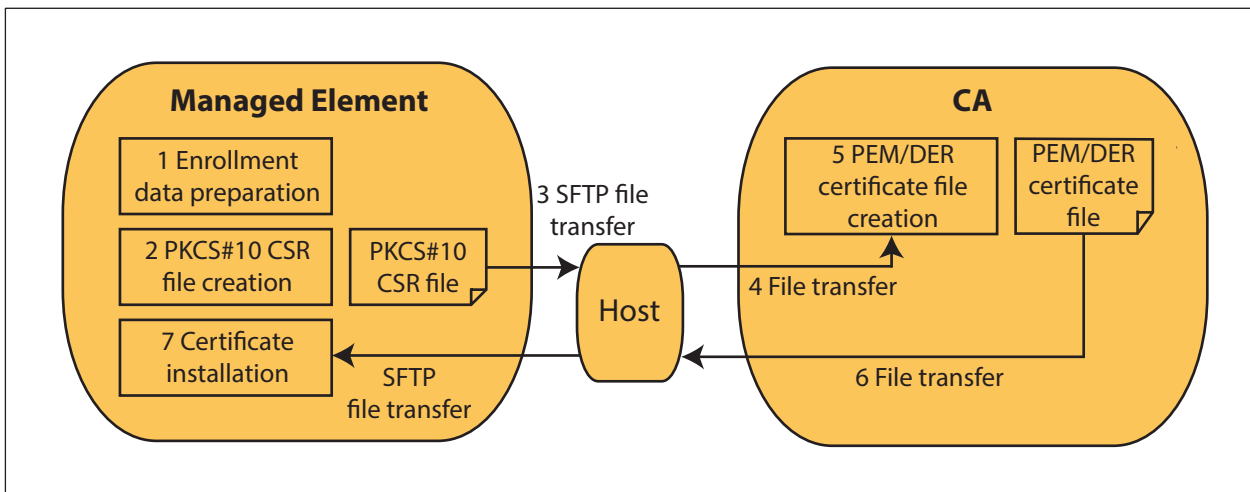 Managed Element
1 Enrollment
data preparation
2 PKCS#10 CSR
file creation
PKCS#10
CSR file
7 Certificate
installation
3 SFTP file
transfer
Host
SFTP
file transfer
4 File transfer
6 File transfer
CA
5 PEM/DER
certificate file
creation
PEM/DER
certificate
file